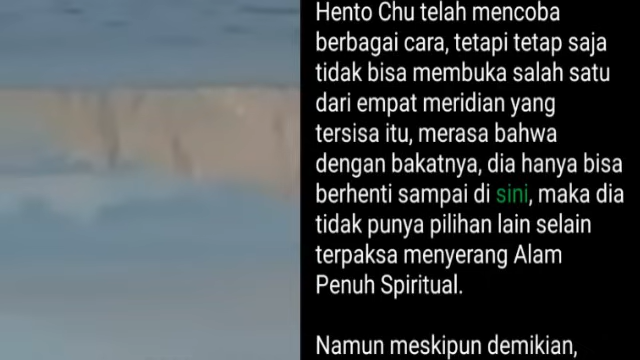 Hento Chu telah mencoba
berbagai cara, tetapi tetap saja
tidak bisa membuka salah satu
dari empat meridian yang
tersisa itu, merasa bahwa
dengan bakatnya, dia hanya bisa
berhenti sampai di sini, maka dia
tidak punya pilihan lain selain
terpaksa menyerang Alam
Penuh Spiritual.
Namun meskipun demikian,